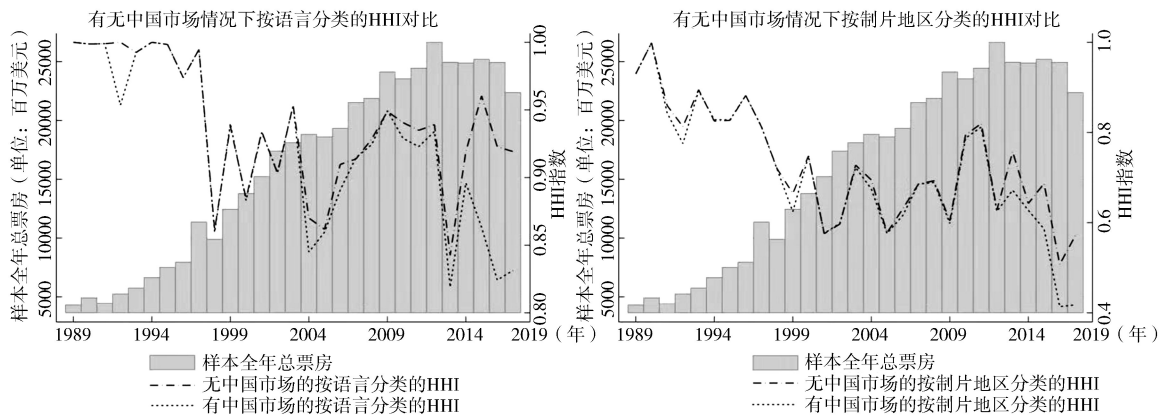 有无中国市场情况下按语言分类的HHI对比
样本全年总票房（单位：百万美元）
25000
20000
15000
10000
5000
1.00
0.95
0.90
0.85
0.80
HHI指数
1989 1994 1999 2004 2009 2014 2019（年）
样本全年总票房
无中国市场的按语言分类的HHI
有中国市场的按语言分类的HHI
有无中国市场情况下按制片地区分类的HHI对比
样本全年总票房（单位：百万美元）
25000
20000
15000
10000
5000
1.0
0.8
0.6
0.4
HHI指数
1989 1994 1999 2004 2009 2014 2019（年）
样本全年总票房
无中国市场的按制片地区分类的HHI
有中国市场的按制片地区分类的HHI